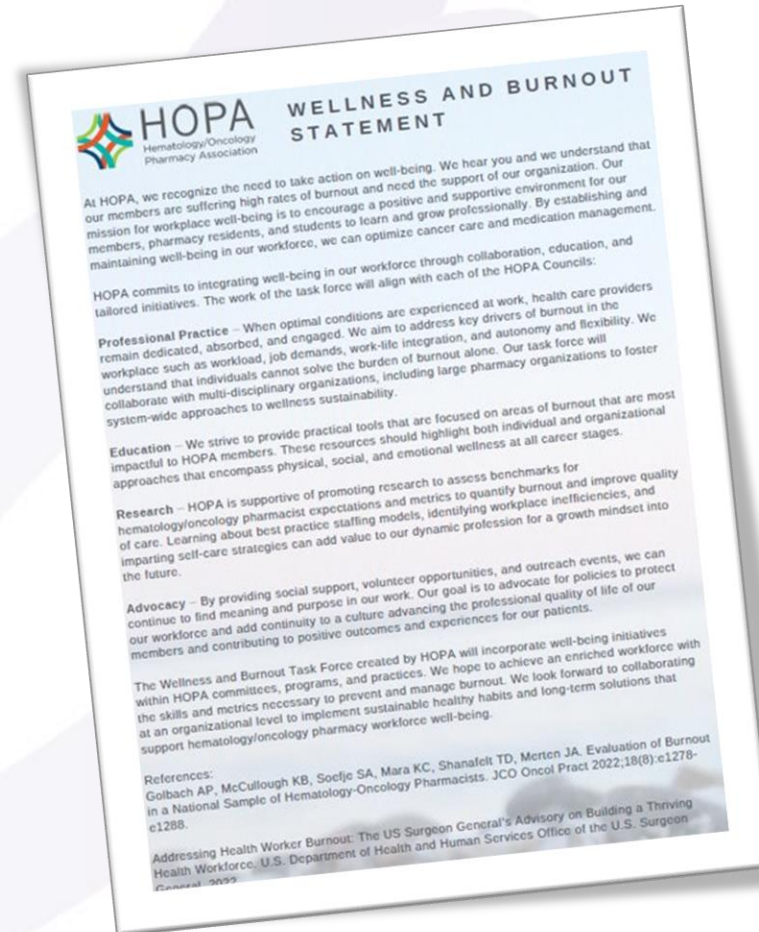 HOPA
Hematology/Oncology
Pharmacy Association
WELLNESS AND BURNOUT
STATEMENT
At HOPA, we recognize the need to take action on well-being. We hear you and we understand that
our members are suffering high rates of burnout and need the support of our organization. Our
mission for workplace well-being is to encourage a positive and supportive environment for our
members, pharmacy residents, and students to learn and grow professionally. By establishing and
maintaining well-being in our workforce, we can optimize cancer care and medication management.
HOPA commits to integrating well-being in our workforce through collaboration, education, and
tailored initiatives. The work of the task force will align with each of the HOPA Councils:
Professional Practice – When optimal conditions are experienced at work, health care providers
remain dedicated, absorbed, and engaged. We aim to address key drivers of burnout in the
workplace such as workload, job demands, work-life integration, and autonomy and flexibility. We
understand that individuals cannot solve the burden of burnout alone. Our task force will
collaborate with multi-disciplinary organizations, including large pharmacy organizations to foster
system-wide approaches to wellness sustainability.
Education – We strive to provide practical tools that are focused on areas of burnout that are most
impactful to HOPA members. These resources should highlight both individual and organizational
approaches that encompass physical, social, and emotional wellness at all career stages.
Research – HOPA is supportive of promoting research to assess benchmarks for
hematology/oncology pharmacist expectations and metrics to quantify burnout and improve quality
of care. Learning about best practice staffing models, identifying workplace inefficiencies, and
imparting self-care strategies can add value to our dynamic profession for a growth mindset into
the future.
Advocacy – By providing social support, volunteer opportunities, and outreach events, we can
continue to find meaning and purpose in our work. Our goal is to advocate for policies to protect
our workforce and add continuity to a culture advancing the professional quality of life of our
members and contributing to positive outcomes and experiences for our patients.
The Wellness and Burnout Task Force created by HOPA will incorporate well-being initiatives
within HOPA committees, programs, and practices. We hope to achieve an enriched workforce with
the skills and metrics necessary to prevent and manage burnout. We look forward to collaborating
at an organizational level to implement sustainable healthy habits and long-term solutions that
support hematology/oncology pharmacy workforce well-being.
References:
Golbach AP, McCullough KB, Soefje SA, Mara KC, Shanafelt TD, Merten JA. Evaluation of Burnout
in a National Sample of Hematology-Oncology Pharmacists. JCO Oncol Pract 2022;18(8):e1278-
e1288.
Addressing Health Worker Burnout: The US Surgeon General's Advisory on Building a Thriving
Health Workforce. U.S. Department of Health and Human Services Office of the U.S. Surgeon
General, 2022